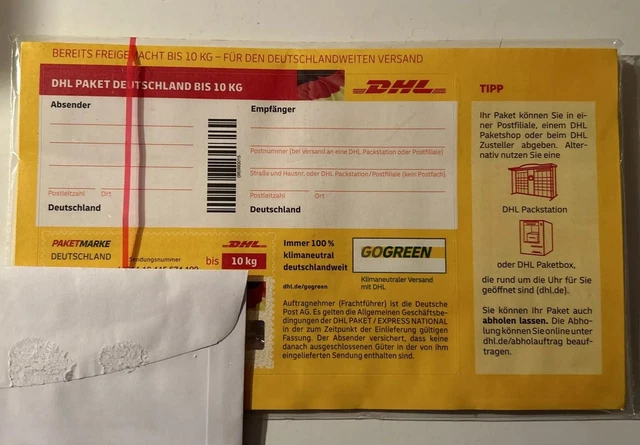 BEREITS FREIGEMACHT BIS 10 KG – FÜR DEN DEUTSCHLANDWEITEN VERSAND
DHL PAKET DEUTSCHLAND BIS 10 KG
DHL
Absender
Empfänger
Postnummer (bei Versand an eine DHL Packstation oder Postfiliale)
Straße und Hausnr. oder DHL Packstation/Postfiliale (kein Postfach)
Postleitzahl Ort
Postleitzahl Ort
Deutschland
Deutschland
PAKETMARKE
DEUTSCHLAND
Sendungsnummer
DHL
bis 10 kg
Immer 100 %
klimaneutral
deutschlandweit
dhl.de/gogreen
GOGREEN
Klimaneutraler Versand
mit DHL
Auftragnehmer (Frachtführer) ist die Deutsche
Post AG. Es gelten die Allgemeinen Geschäftsbe-
dingungen der DHL PAKET / EXPRESS NATIONAL
in der zum Zeitpunkt der Einlieferung gültigen
Fassung. Der Absender versichert, dass keine
danach ausgeschlossenen Güter in der von ihm
eingelieferten Sendung enthalten sind.
TIPP
Ihr Paket können Sie in ei-
ner Postfiliale, einem DHL
Paketshop oder beim DHL
Zusteller abgeben. Alter-
nativ nutzen Sie eine
DHL Packstation
oder DHL Paketbox,
die rund um die Uhr für Sie
geöffnet sind (dhl.de).
Sie können Ihr Paket auch
abholen lassen. Die Abho-
lung können Sie online unter
dhl.de/abholauftrag beauf-
tragen.